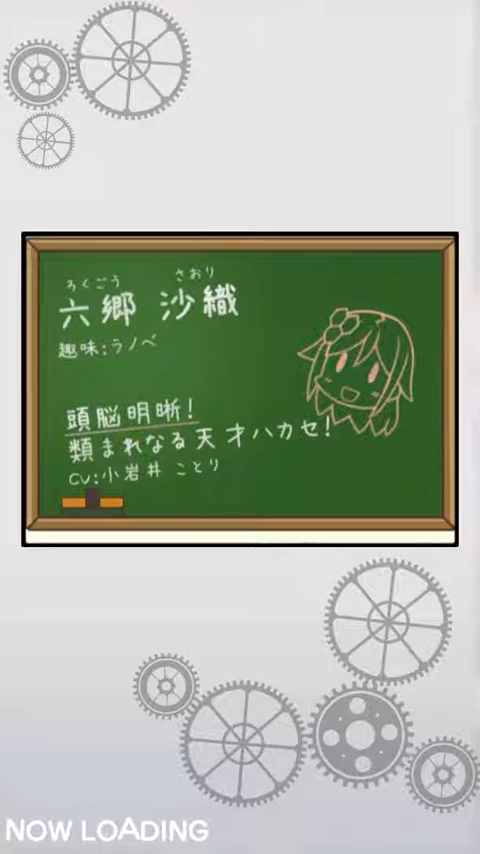 ろくごう さおり
六郷 沙織
趣味:ラノベ
頭脳明晰!
類まれなる天才ハカセ!
CV:小岩井 ことり
NOW LOADING